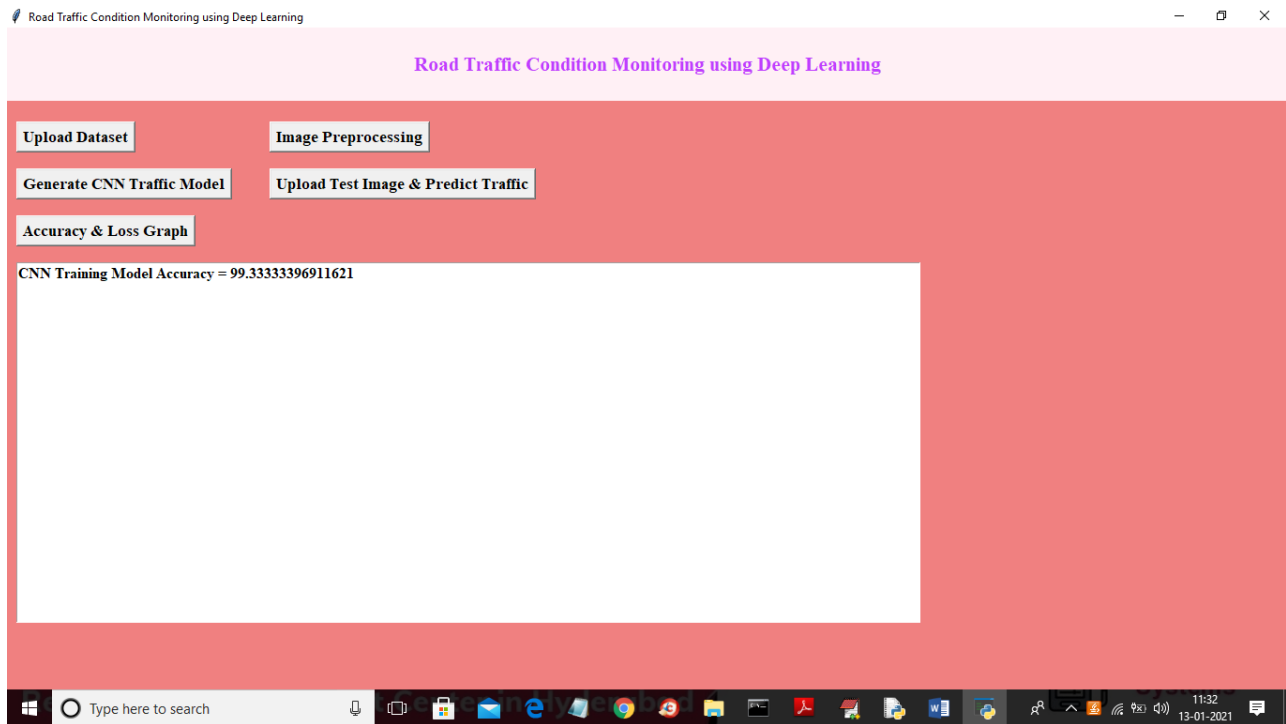 Road Traffic Condition Monitoring using Deep Learning
Road Traffic Condition Monitoring using Deep Learning
Upload Dataset
Image Preprocessing
Generate CNN Traffic Model
Upload Test Image & Predict Traffic
Accuracy & Loss Graph
CNN Training Model Accuracy = 99.33333396911621
Type here to search
11:32
13-01-2021